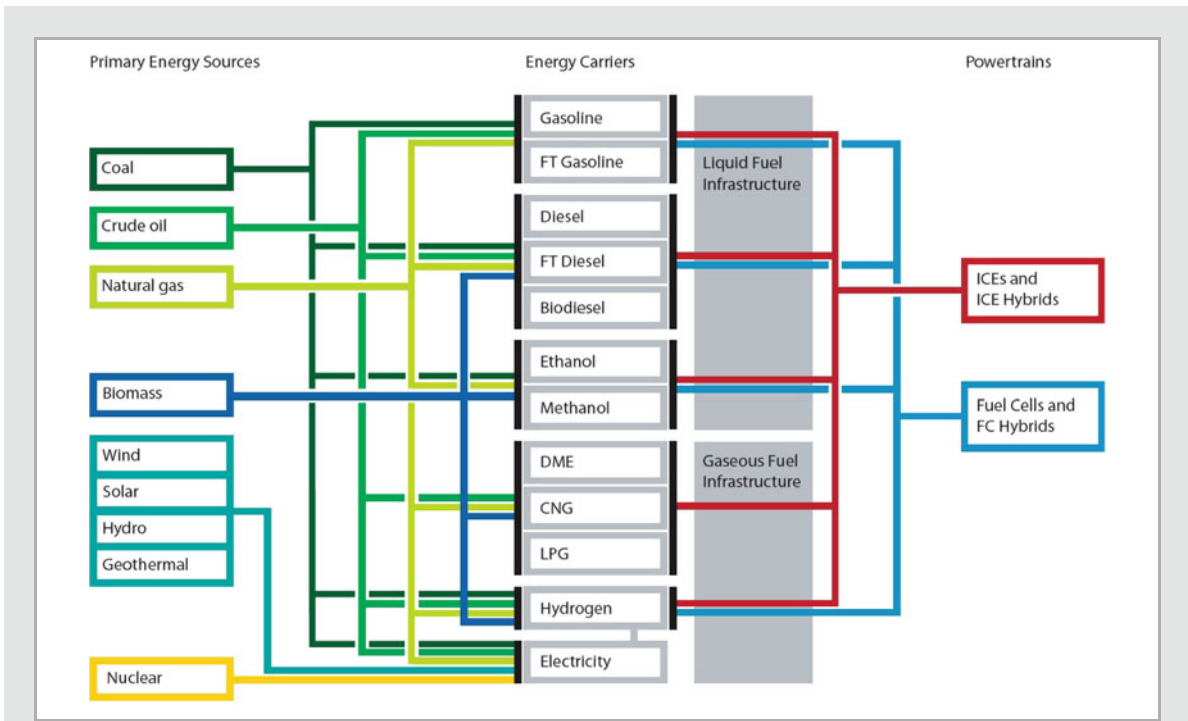 Primary Energy Sources
Energy Carriers
Powertrains
Coal
Crude oil
Natural gas
Biomass
Wind
Solar
Hydro
Geothermal
Nuclear
Gasoline
FT Gasoline
Diesel
FT Diesel
Biodiesel
Ethanol
Methanol
DME
CNG
LPG
Hydrogen
Electricity
Liquid Fuel
Infrastructure
Gaseous Fuel
Infrastructure
ICEs and
ICE Hybrids
Fuel Cells and
FC Hybrids